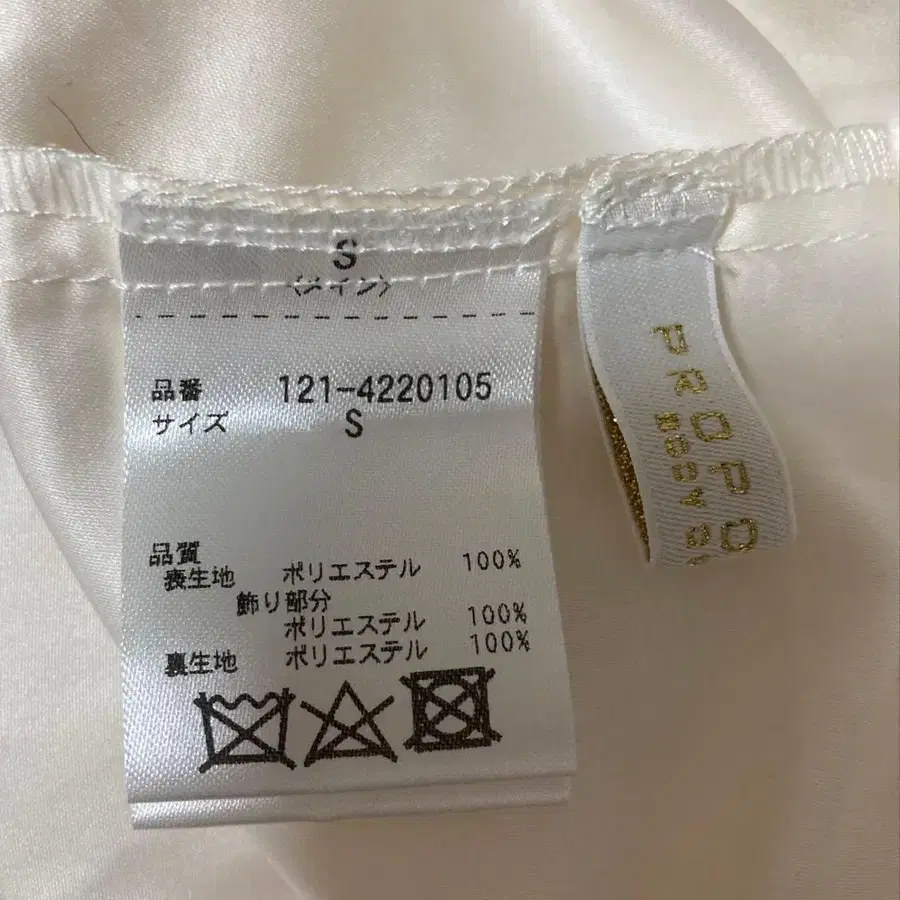 S
〈メイン〉
品番 121-4220105
サイズ S
品質
表生地 ポリエステル 100%
飾り部分
ポリエステル 100%
裏生地 ポリエステル 100%
PROPO
BODY